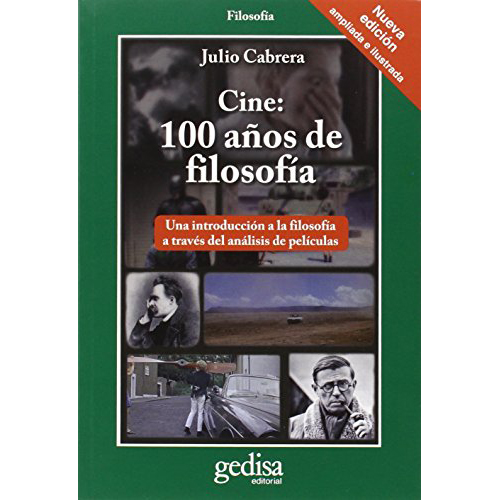 Filosofía
Nueva
edición
ampliada e ilustrada
Julio Cabrera
Cine:
100 años de
filosofía
Una introducción a la filosofía
a través del análisis de películas
gedisa
editorial